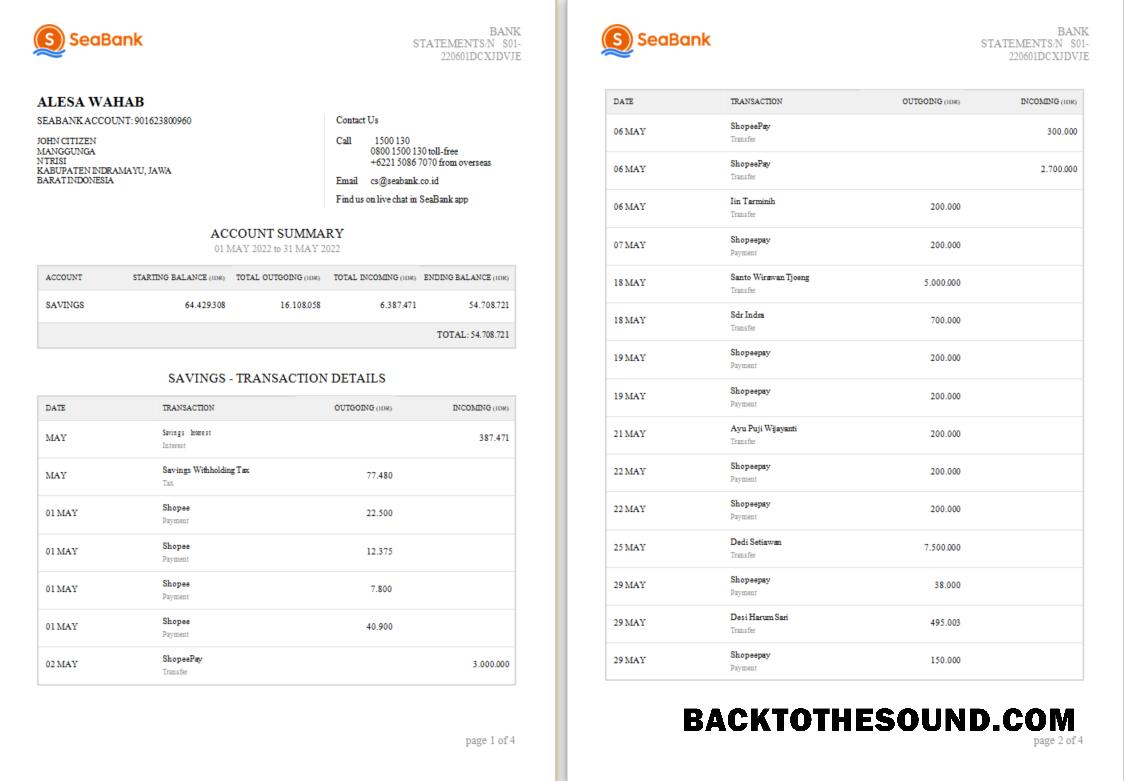 SeaBank
BANK
STATEMENTS/N S01-
220601DCXJDVJE
ALESA WAHAB
SEABANK ACCOUNT: 901623800960
JOHN CITIZEN
MANGGUNGA
NTRISI
KABUPATEN INDRAMAYU, JAWA
BARAT INDONESIA
Contact Us
Call 1500 130
0800 1500 130 toll-free
+6221 5086 7070 from overseas
Email cs@seabank.co.id
Find us on live chat in SeaBank app
ACCOUNT SUMMARY
01 MAY 2022 to 31 MAY 2022
ACCOUNT STARTING BALANCE (IDR) TOTAL OUTGOING (IDR) TOTAL INCOMING (IDR) ENDING BALANCE (IDR)
SAVINGS 64.429.308 16.108.058 6.387.471 54.708.721
TOTAL: 54.708.721
SAVINGS - TRANSACTION DETAILS
DATE TRANSACTION OUTGOING (IDR) INCOMING (IDR)
MAY Savings Interest 387.471
Interest
MAY Savings Withholding Tax 77.480
Tax
01 MAY Shopee 22.500
Payment
01 MAY Shopee 12.375
Payment
01 MAY Shopee 7.800
Payment
01 MAY Shopee 40.900
Payment
02 MAY ShopeePay 3.000.000
Transfer
page 1 of 4
SeaBank
BANK
STATEMENTS/N S01-
220601DCXJDVJE
DATE TRANSACTION OUTGOING (IDR) INCOMING (IDR)
06 MAY ShopeePay 300.000
Transfer
06 MAY ShopeePay 2.700.000
Transfer
06 MAY Iin Tarminih 200.000
Transfer
07 MAY Shopeepay 200.000
Payment
18 MAY Santo Wirawan Tjoeng 5.000.000
Transfer
18 MAY Sdr Indra 700.000
Transfer
19 MAY Shopeepay 200.000
Payment
19 MAY Shopeepay 200.000
Payment
21 MAY Ayu Puji Wijayanti 200.000
Transfer
22 MAY Shopeepay 200.000
Payment
22 MAY Shopeepay 200.000
Payment
25 MAY Dedi Setiawan 7.500.000
Transfer
29 MAY Shopeepay 38.000
Payment
29 MAY Desi Harum Sari 495.003
Transfer
29 MAY Shopeepay 150.000
Payment
BACKTOTHESOUND.COM
page 2 of 4